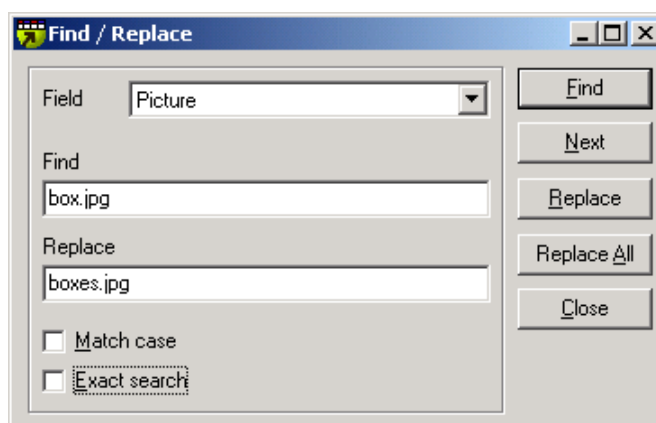 Find / Replace
Field Picture
Find
box.jpg
Replace
boxes.jpg
Match case
Exact search
Find
Next
Replace
Replace All
Close